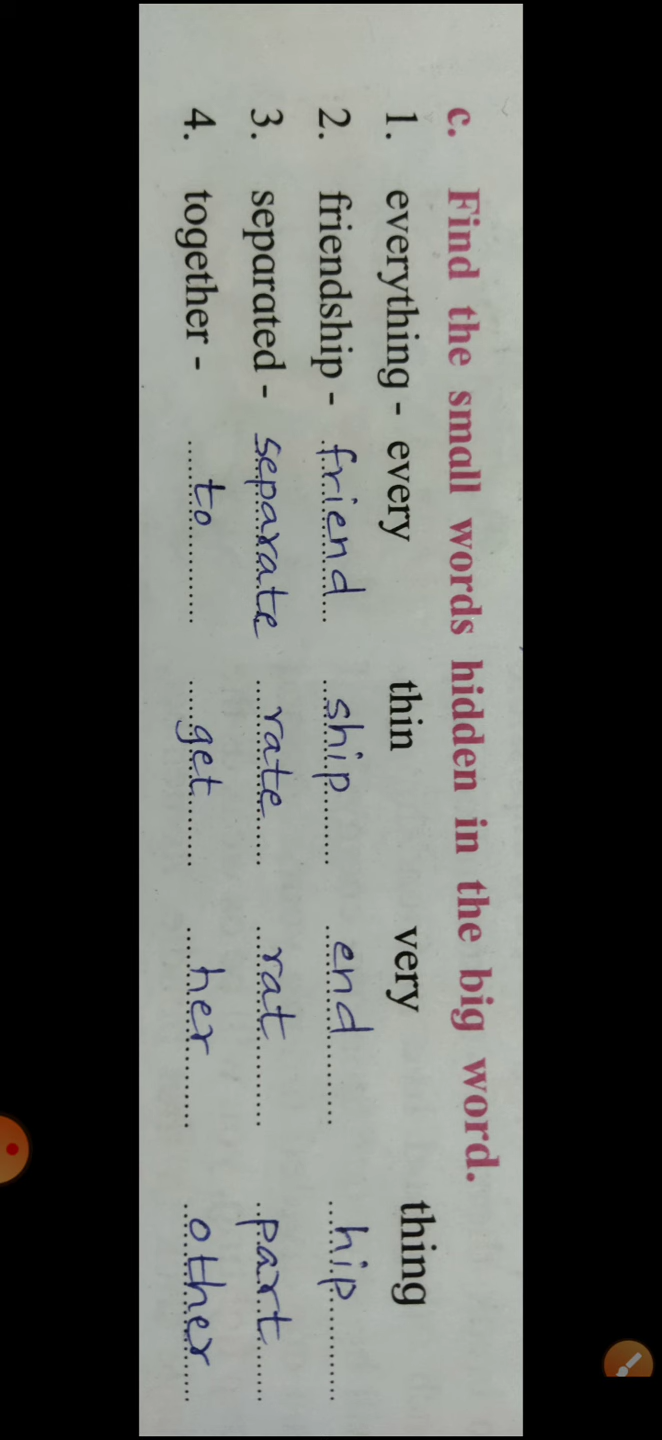 c. Find the small words hidden in the big word.
1. everything - every thin very thing
2. friendship - friend ship end hip
3. separated - separate rate rat part
4. together - to get her other